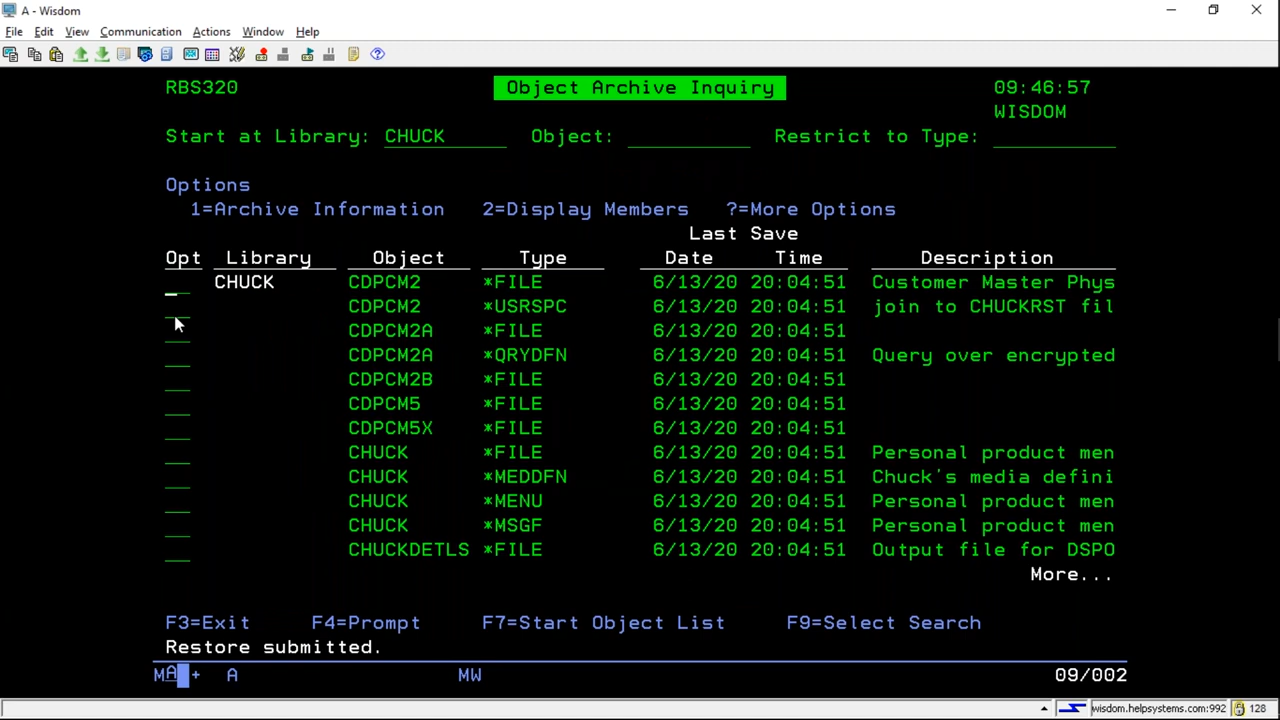 A - Wisdom
File Edit View Communication Actions Window Help
RBS320 Object Archive Inquiry 09:46:57
WISDOM
Start at Library: CHUCK Object: Restrict to Type:
Options
1=Archive Information 2=Display Members ?=More Options
Last Save
Opt Library Object Type Date Time Description
CHUCK CDPCM2 *FILE 6/13/20 20:04:51 Customer Master Phys
CDPCM2 *USRSPC 6/13/20 20:04:51 join to CHUCKRST fil
CDPCM2A *FILE 6/13/20 20:04:51
CDPCM2A *QRYDFN 6/13/20 20:04:51 Query over encrypted
CDPCM2B *FILE 6/13/20 20:04:51
CDPCM5 *FILE 6/13/20 20:04:51
CDPCM5X *FILE 6/13/20 20:04:51
CHUCK *FILE 6/13/20 20:04:51 Personal product men
CHUCK *MEDDFN 6/13/20 20:04:51 Chuck's media defini
CHUCK *MENU 6/13/20 20:04:51 Personal product men
CHUCK *MSGF 6/13/20 20:04:51 Personal product men
CHUCKDETLS *FILE 6/13/20 20:04:51 Output file for DSPO
More...
F3=Exit F4=Prompt F7=Start Object List F9=Select Search
Restore submitted.
MA + A MW 09/002
wisdom.helpsystems.com:992 128